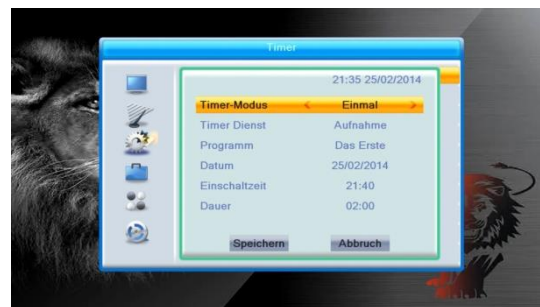 Timer
21:35 25/02/2014
Timer-Modus < Einmal >
Timer Dienst Aufnahme
Programm Das Erste
Datum 25/02/2014
Einschaltzeit 21:40
Dauer 02:00
Speichern Abbruch